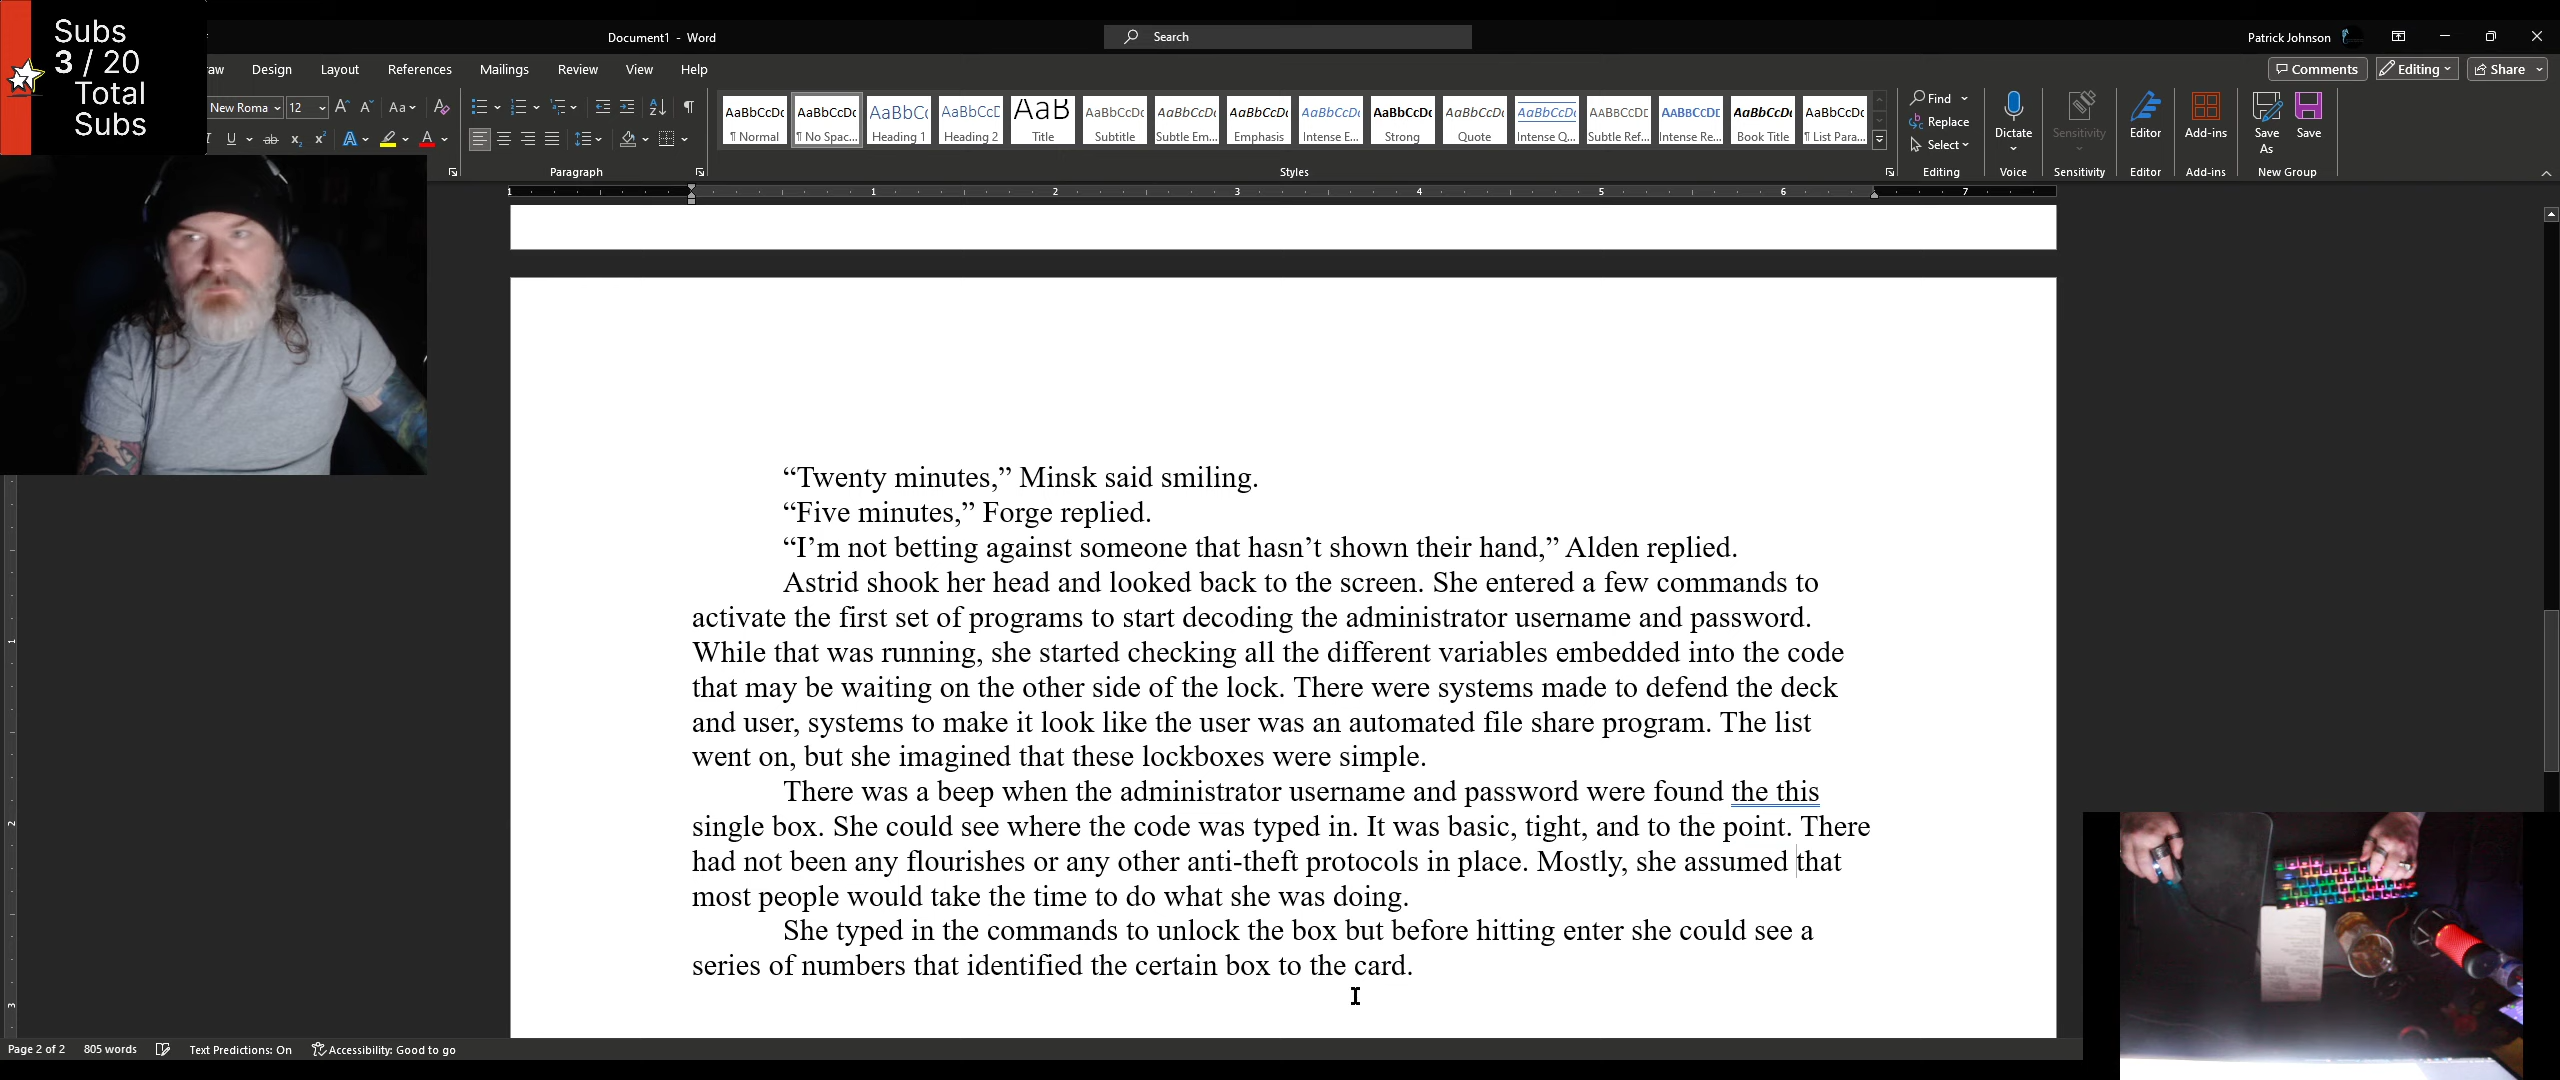 Subs
3 / 20
Total
Subs
Document1 - Word
Search
Patrick Johnson
aw Design Layout References Mailings Review View Help
Comments Editing Share
New Roma 12 Aa
AaBbCcDc AaBbCcDc AaBbC AaBbCcD AaB AaBbCcDc AaBbCcDc AaBbCcDc AaBbCcDc AaBbCcDc AaBbCcDc AaBbCcDc AABBCCDD AABBCCDD AaBbCcDc AaBbCcDc
¶ Normal ¶ No Spac... Heading 1 Heading 2 Title Subtitle Subtle Em... Emphasis Intense E... Strong Quote Intense Q... Subtle Ref... Intense Re... Book Title ¶ List Para...
Find
Replace
Select
Dictate Sensitivity Editor Add-ins Save As Save
Paragraph Styles Editing Voice Sensitivity Editor Add-ins New Group
1 1 2 3 4 5 6 7
“Twenty minutes,” Minsk said smiling.
“Five minutes,” Forge replied.
“I’m not betting against someone that hasn’t shown their hand,” Alden replied.
Astrid shook her head and looked back to the screen. She entered a few commands to
activate the first set of programs to start decoding the administrator username and password.
While that was running, she started checking all the different variables embedded into the code
that may be waiting on the other side of the lock. There were systems made to defend the deck
and user, systems to make it look like the user was an automated file share program. The list
went on, but she imagined that these lockboxes were simple.
There was a beep when the administrator username and password were found the this
single box. She could see where the code was typed in. It was basic, tight, and to the point. There
had not been any flourishes or any other anti-theft protocols in place. Mostly, she assumed that
most people would take the time to do what she was doing.
She typed in the commands to unlock the box but before hitting enter she could see a
series of numbers that identified the certain box to the card.
1
2
3
Page 2 of 2 805 words Text Predictions: On Accessibility: Good to go